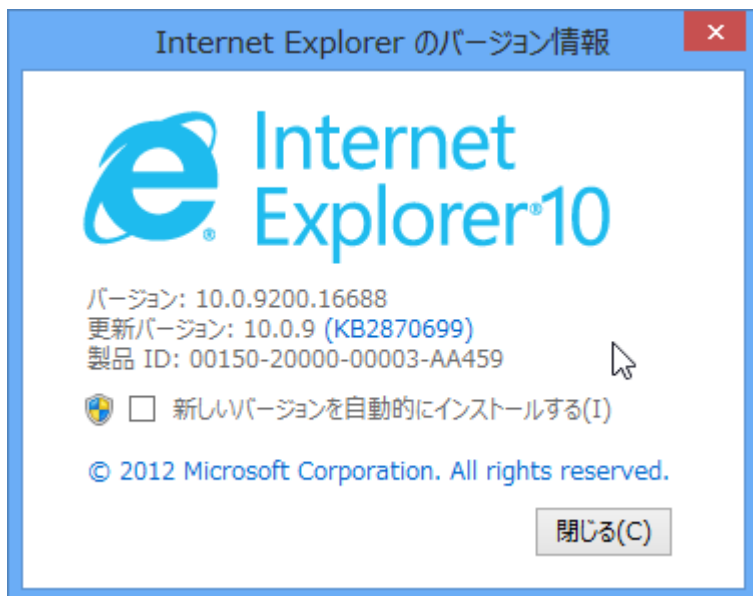 Internet Explorer のバージョン情報
Internet
Explorer®10
バージョン: 10.0.9200.16688
更新バージョン: 10.0.9 (KB2870699)
製品 ID: 00150-20000-00003-AA459
新しいバージョンを自動的にインストールする(I)
© 2012 Microsoft Corporation. All rights reserved.
閉じる(C)